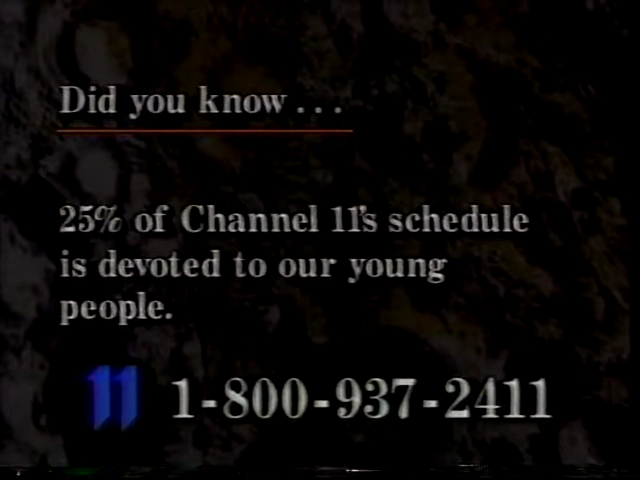 Did you know . . .
25% of Channel 11's schedule
is devoted to our young
people.
11 1-800-937-2411